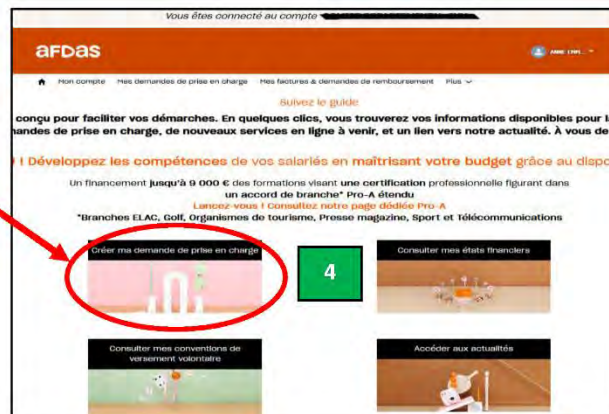 Vous êtes connecté au compte
afDas
ANNE LYRI...
Mon compte Mes demandes de prise en charge Mes factures & demandes de remboursement Plus
Suivez le guide
conçu pour faciliter vos démarches. En quelques clics, vous trouverez vos informations disponibles pour l
andes de prise en charge, de nouveaux services en ligne à venir, et un lien vers notre actualité. À vous de
! Développez les compétences de vos salariés en maîtrisant votre budget grâce au dispo
Un financement jusqu'à 9 000 € des formations visant une certification professionnelle figurant dans
un accord de branche* Pro-A étendu
Lancez-vous ! Consultez notre page dédiée Pro-A
*Branches ELAC, Golf, Organismes de tourisme, Presse magazine, Sport et Télécommunications
Créer ma demande de prise en charge
4
Consulter mes états financiers
Consulter mes conventions de
versement volontaire
Accéder aux actualités